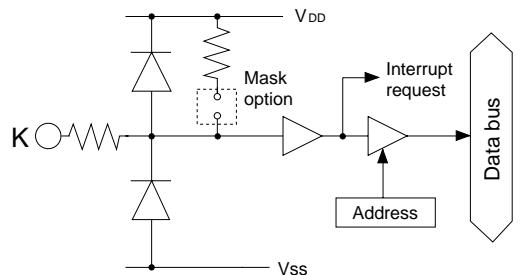 VDD
Mask
option
Interrupt
request
K
Data bus
Address
VSS